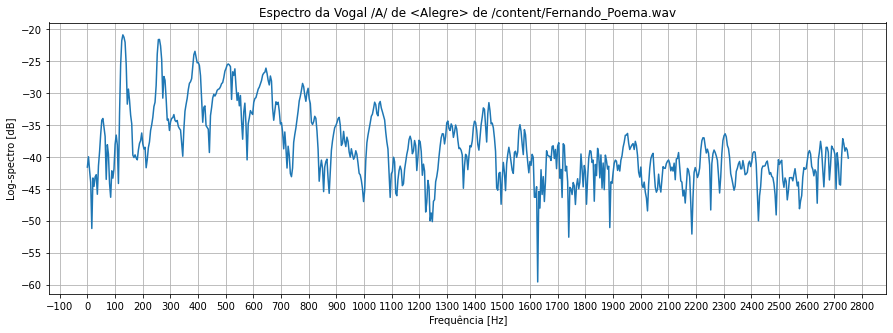 Espectro da Vogal /A/ de <Alegre> de /content/Fernando_Poema.wav
Log-spectro [dB]
−20
−25
−30
−35
−40
−45
−50
−55
−60
−100 0 100 200 300 400 500 600 700 800 900 1000 1100 1200 1300 1400 1500 1600 1700 1800 1900 2000 2100 2200 2300 2400 2500 2600 2700 2800
Frequência [Hz]